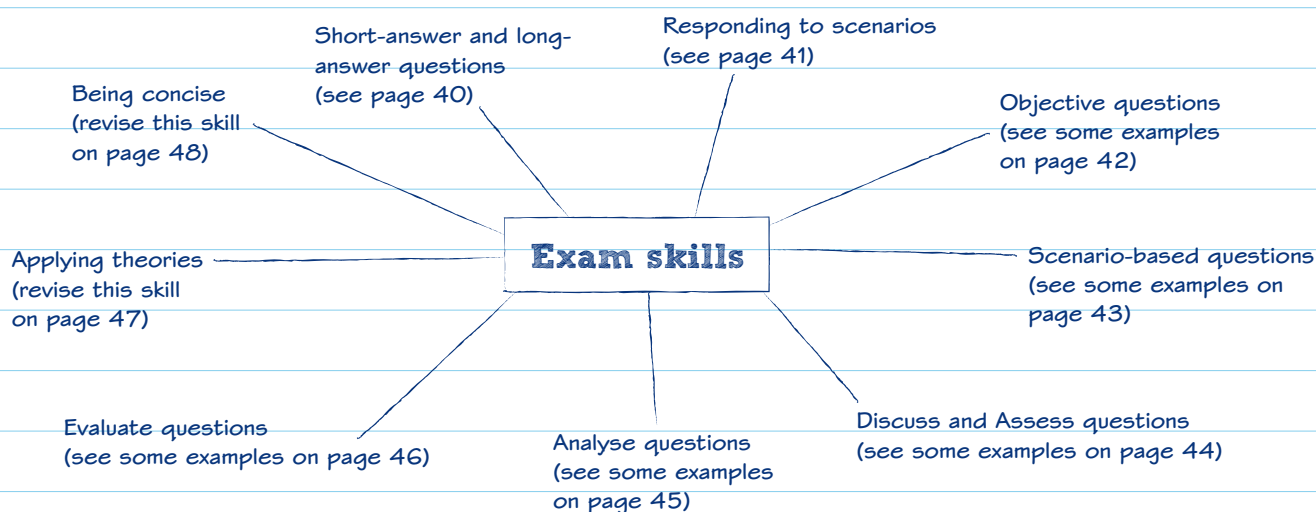 Short-answer and long-
answer questions
(see page 40)
Responding to scenarios
(see page 41)
Being concise
(revise this skill
on page 48)
Objective questions
(see some examples
on page 42)
Exam skills
Applying theories
(revise this skill
on page 47)
Scenario-based questions
(see some examples on
page 43)
Evaluate questions
(see some examples on page 46)
Analyse questions
(see some examples
on page 45)
Discuss and Assess questions
(see some examples on page 44)